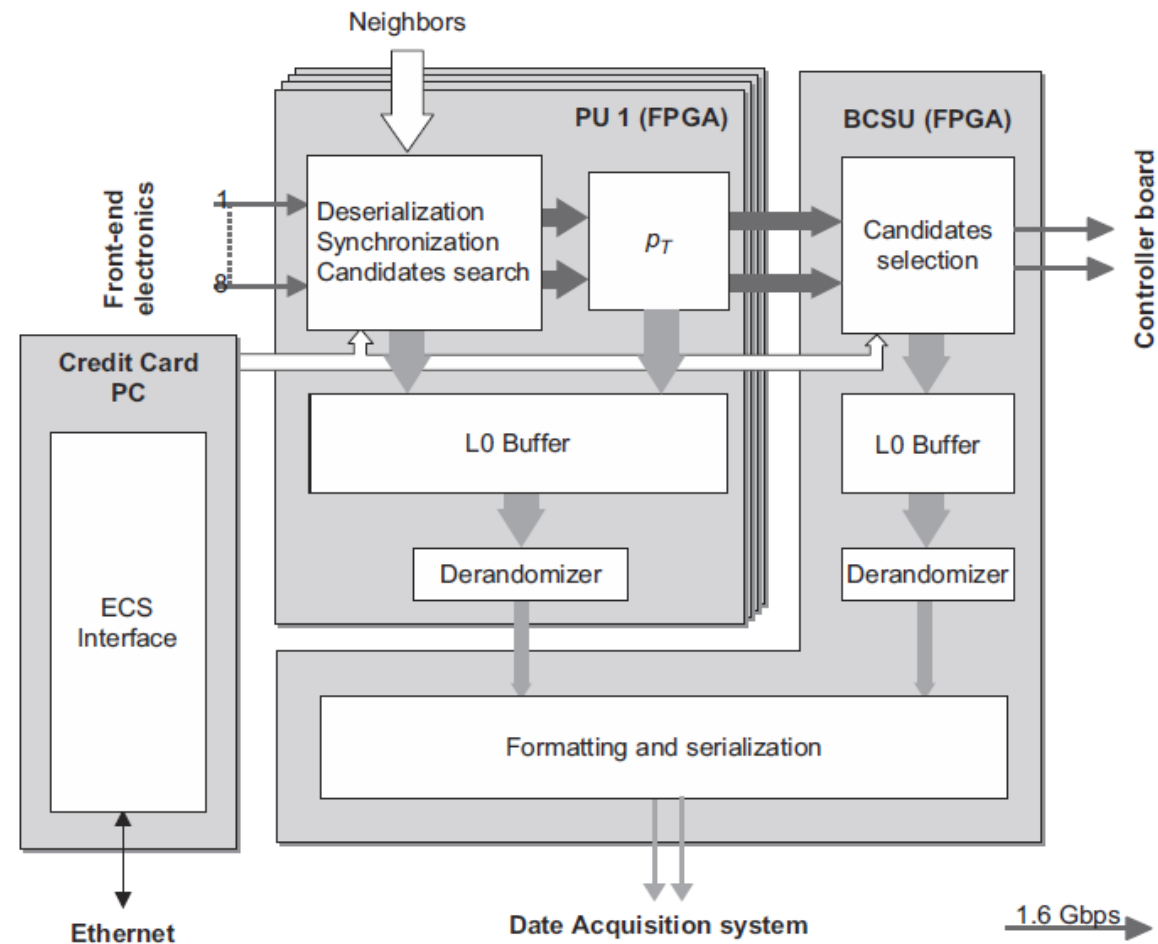 Neighbors
PU 1 (FPGA)
BCSU (FPGA)
Front-end
electronics
1
8
Deserialization
Synchronization
Candidates search
pT
Candidates
selection
Controller board
Credit Card
PC
L0 Buffer
L0 Buffer
Derandomizer
Derandomizer
ECS
Interface
Formatting and serialization
Ethernet
Date Acquisition system
1.6 Gbps